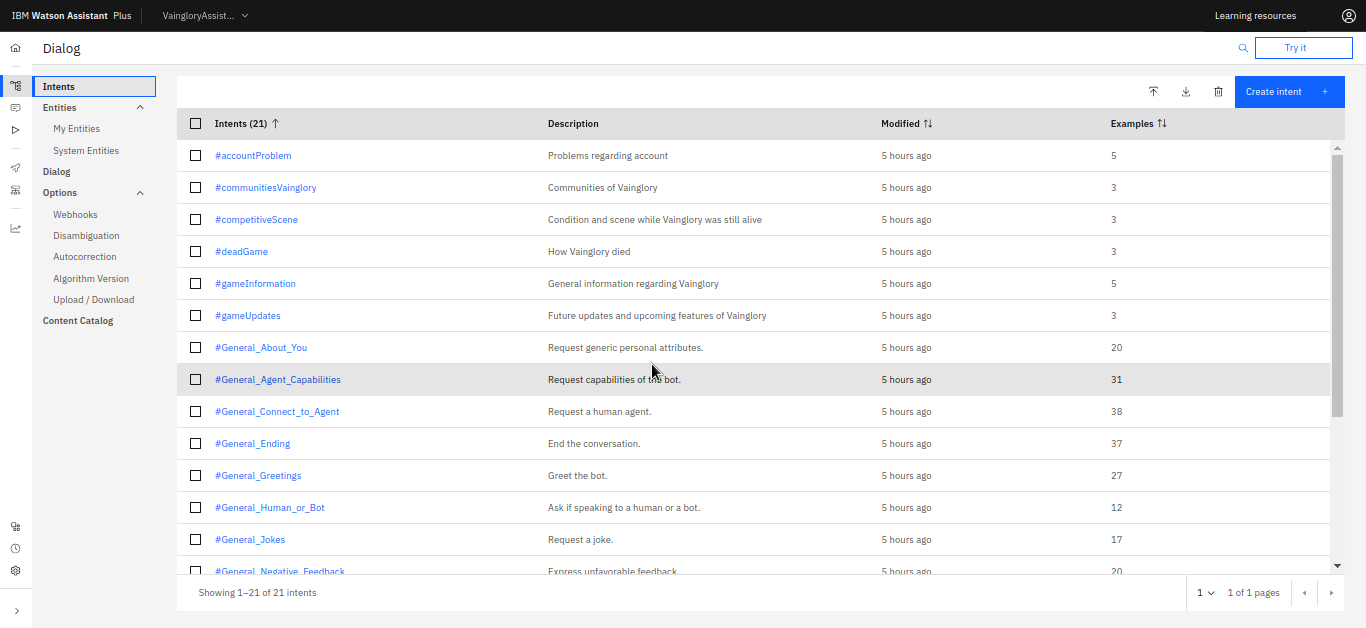 IBM Watson Assistant Plus VaingloryAssist... Learning resources
Dialog Try it
Intents
Entities
My Entities
System Entities
Dialog
Options
Webhooks
Disambiguation
Autocorrection
Algorithm Version
Upload / Download
Content Catalog
Create intent +
Intents (21) Description Modified Examples
#accountProblem Problems regarding account 5 hours ago 5
#communitiesVainglory Communities of Vainglory 5 hours ago 3
#competitiveScene Condition and scene while Vainglory was still alive 5 hours ago 3
#deadGame How Vainglory died 5 hours ago 3
#gameInformation General information regarding Vainglory 5 hours ago 5
#gameUpdates Future updates and upcoming features of Vainglory 5 hours ago 3
#General_About_You Request generic personal attributes. 5 hours ago 20
#General_Agent_Capabilities Request capabilities of the bot. 5 hours ago 31
#General_Connect_to_Agent Request a human agent. 5 hours ago 38
#General_Ending End the conversation. 5 hours ago 37
#General_Greetings Greet the bot. 5 hours ago 27
#General_Human_or_Bot Ask if speaking to a human or a bot. 5 hours ago 12
#General_Jokes Request a joke. 5 hours ago 17
#General_Negative_Feedback Express unfavorable feedback 5 hours ago 20
Showing 1–21 of 21 intents 1 1 of 1 pages